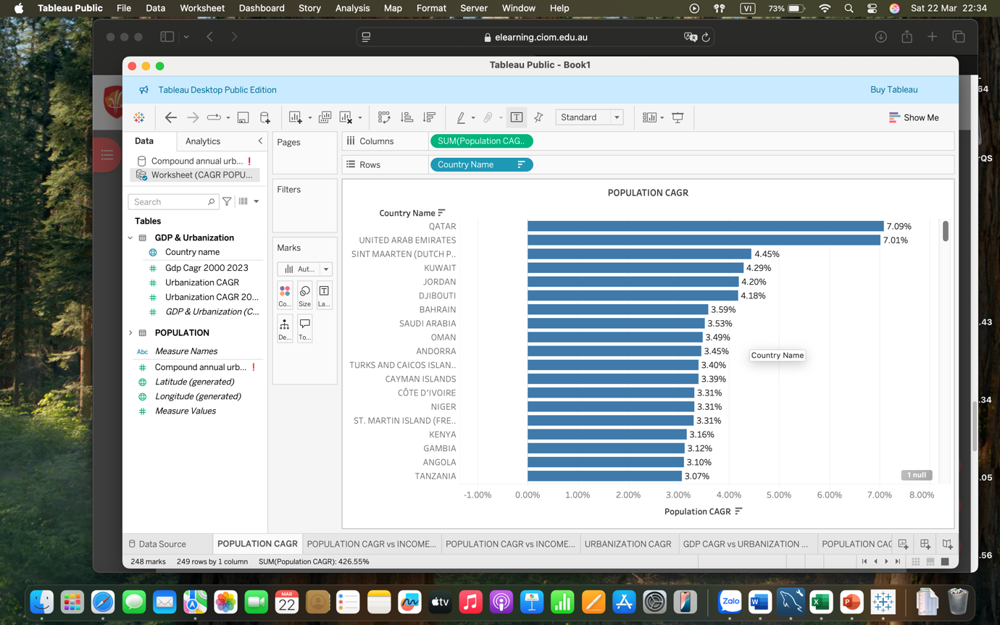 Tableau Public File Data Worksheet Dashboard Story Analysis Map Format Server Window Help VI 73% Sat 22 Mar 22:34
elearning.ciom.edu.au
Tableau Public - Book1
Tableau Desktop Public Edition Buy Tableau
Standard Show Me
Data Analytics
Compound annual urb... !
Worksheet (CAGR POPU...
Search
Tables
GDP & Urbanization
Country name
Gdp Cagr 2000 2023
Urbanization CAGR
Urbanization CAGR 20...
GDP & Urbanization (C...
POPULATION
Abc Measure Names
Compound annual urb... !
Latitude (generated)
Longitude (generated)
Measure Values
Pages
Filters
Marks
Aut...
Co... Size La...
De... To...
Columns SUM(Population CAG..
Rows Country Name
POPULATION CAGR
Country Name
QATAR 7.09%
UNITED ARAB EMIRATES 7.01%
SINT MAARTEN (DUTCH P.. 4.45%
KUWAIT 4.29%
JORDAN 4.20%
DJIBOUTI 4.18%
BAHRAIN 3.59%
SAUDI ARABIA 3.53%
OMAN 3.49%
ANDORRA 3.45%
Country Name
TURKS AND CAICOS ISLAN.. 3.40%
CAYMAN ISLANDS 3.39%
CÔTE D’IVOIRE 3.31%
NIGER 3.31%
ST. MARTIN ISLAND (FRE.. 3.31%
KENYA 3.16%
GAMBIA 3.12%
ANGOLA 3.10%
TANZANIA 3.07%
1 null
-1.00% 0.00% 1.00% 2.00% 3.00% 4.00% 5.00% 6.00% 7.00% 8.00%
Population CAGR
Data Source POPULATION CAGR POPULATION CAGR vs INCOME... POPULATION CAGR vs INCOME... URBANIZATION CAGR GDP CAGR vs URBANIZATION ... POPULATION CAG
248 marks 249 rows by 1 column SUM(Population CAGR): 426.55%
64
QS
.43
.34
.05
.56
MAR
22
tv
Zalo